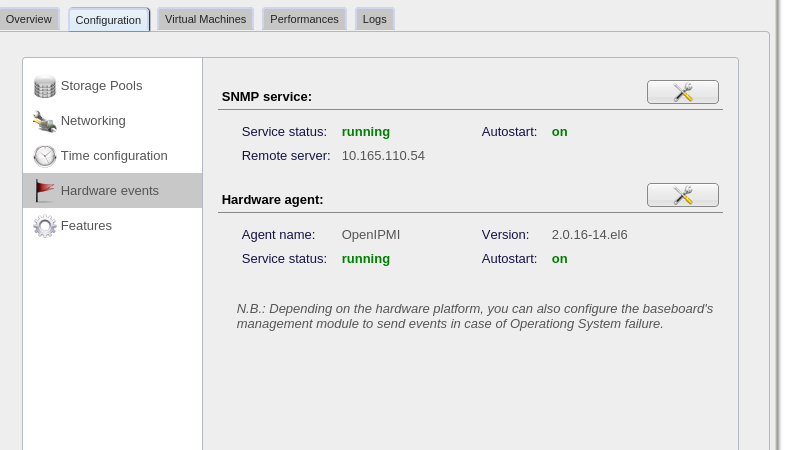 Overview Configuration Virtual Machines Performances Logs
Storage Pools
Networking
Time configuration
Hardware events
Features
SNMP service:
Service status: running Autostart: on
Remote server: 10.165.110.54
Hardware agent:
Agent name: OpenIPMI Version: 2.0.16-14.el6
Service status: running Autostart: on
N.B.: Depending on the hardware platform, you can also configure the baseboard's
management module to send events in case of Operationg System failure.